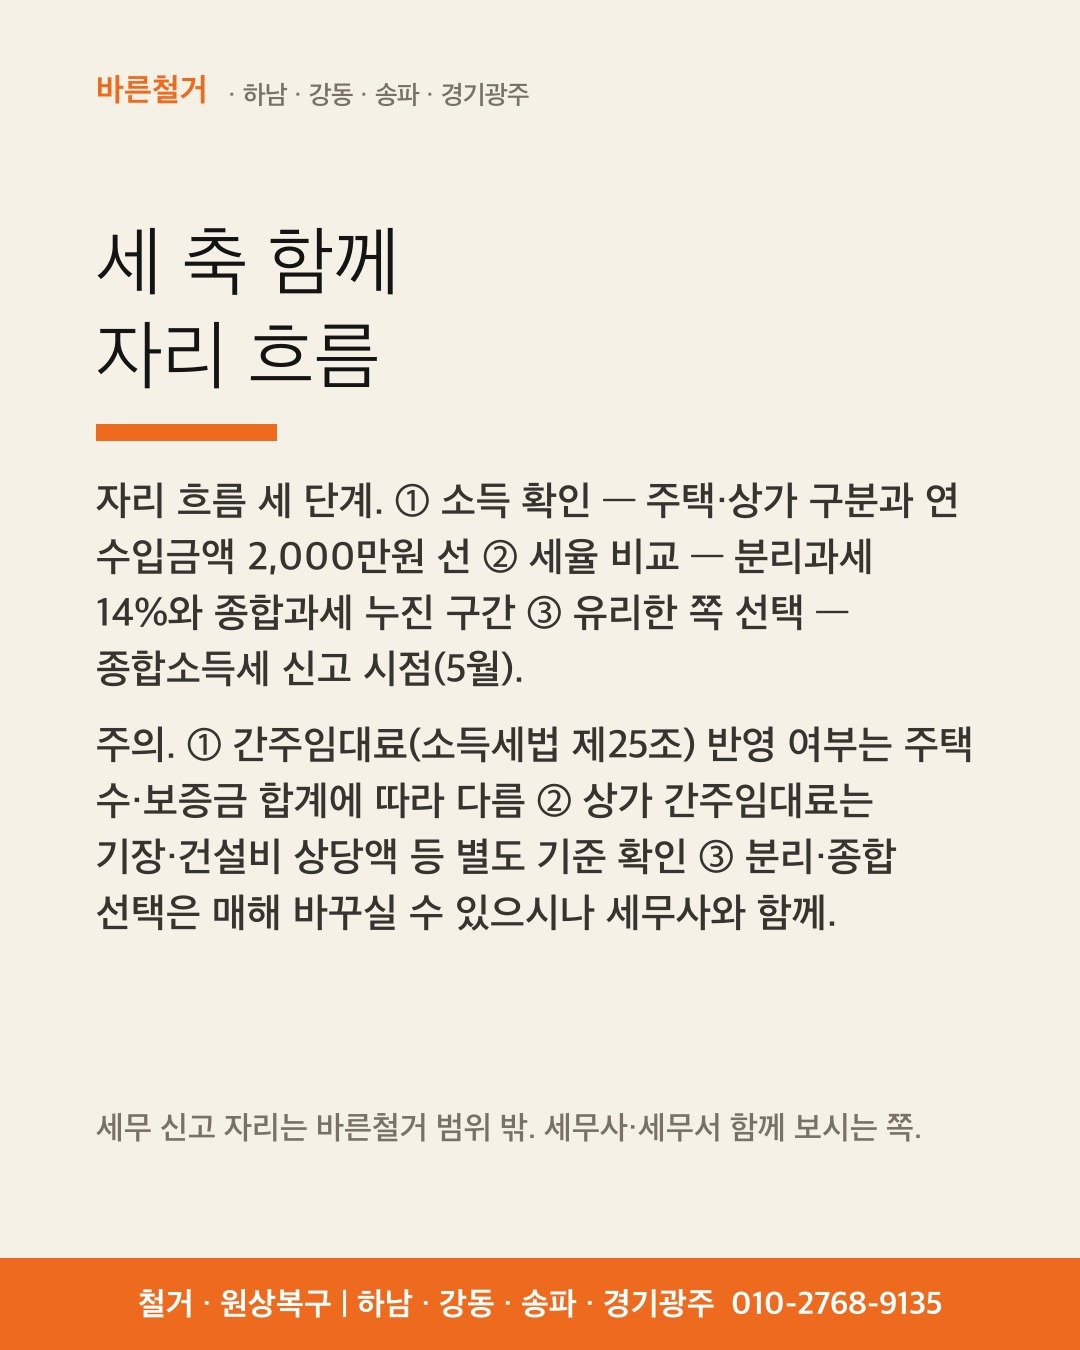 바른철거 · 하남 · 강동 · 송파 · 경기광주
세 축 함께
자리 흐름
자리 흐름 세 단계. ① 소득 확인 — 주택·상가 구분과 연
수입금액 2,000만원 선 ② 세율 비교 — 분리과세
14%와 종합과세 누진 구간 ③ 유리한 쪽 선택 —
종합소득세 신고 시점(5월).
주의. ① 간주임대료(소득세법 제25조) 반영 여부는 주택
수·보증금 합계에 따라 다름 ② 상가 간주임대료는
기장·건설비 상당액 등 별도 기준 확인 ③ 분리·종합
선택은 매해 바꾸실 수 있으시나 세무사와 함께.
세무 신고 자리는 바른철거 범위 밖. 세무사·세무서 함께 보시는 쪽.
철거 · 원상복구 | 하남 · 강동 · 송파 · 경기광주 010-2768-9135